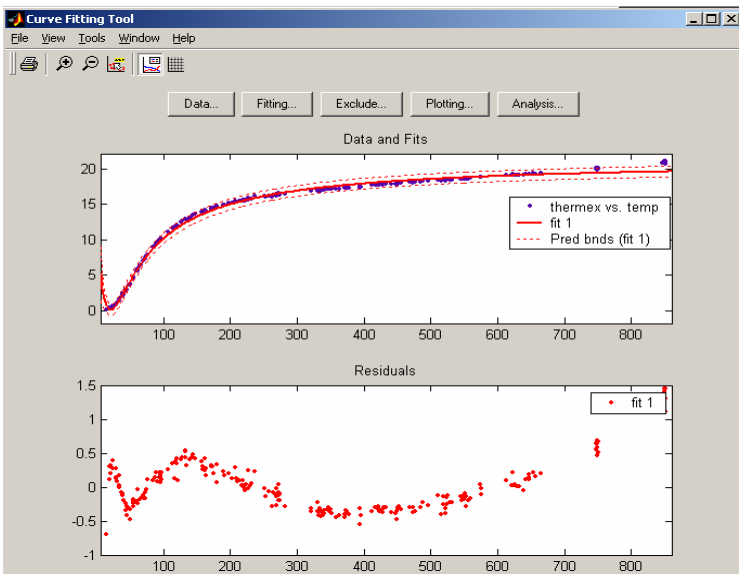 Curve Fitting Tool
File View Tools Window Help
Data... Fitting... Exclude... Plotting... Analysis...
Data and Fits
20
15
10
5
0
thermex vs. temp
fit 1
Pred bnds (fit 1)
100 200 300 400 500 600 700 800
Residuals
1.5
1
0.5
0
-0.5
-1
fit 1
100 200 300 400 500 600 700 800